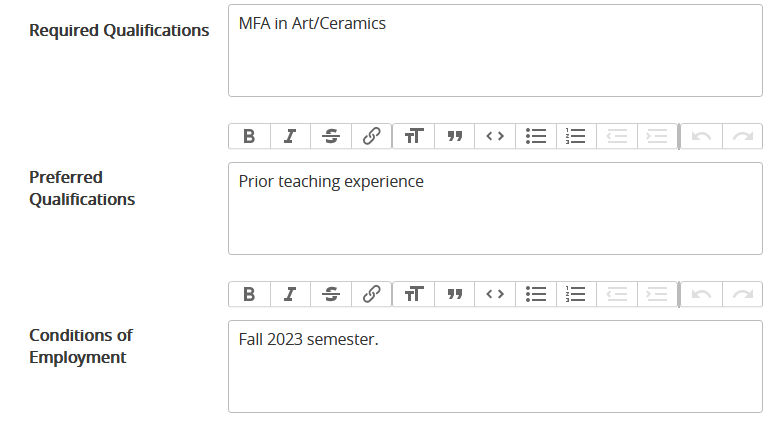 Required Qualifications
MFA in Art/Ceramics
Preferred
Qualifications
Prior teaching experience
Conditions of
Employment
Fall 2023 semester.